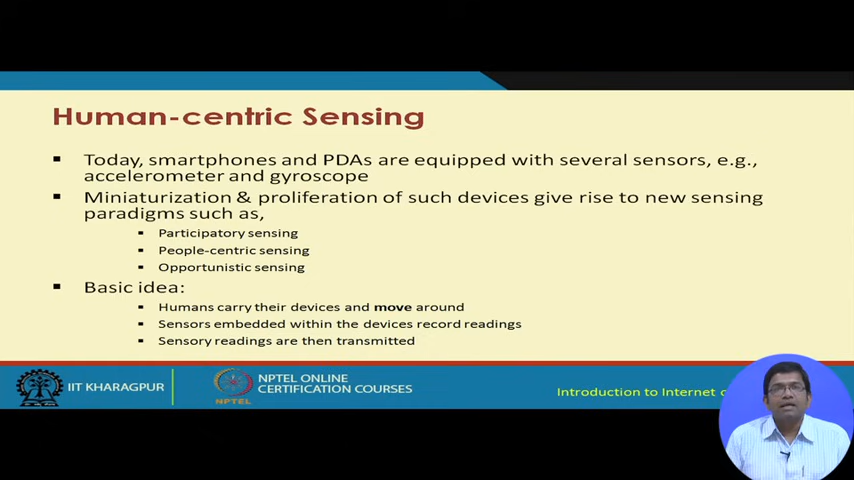 Human-centric Sensing
Today, smartphones and PDAs are equipped with several sensors, e.g.,
accelerometer and gyroscope
Miniaturization & proliferation of such devices give rise to new sensing
paradigms such as,
Participatory sensing
People-centric sensing
Opportunistic sensing
Basic idea:
Humans carry their devices and move around
Sensors embedded within the devices record readings
Sensory readings are then transmitted
IIT KHARAGPUR
NPTEL
NPTEL ONLINE
CERTIFICATION COURSES
Introduction to Internet